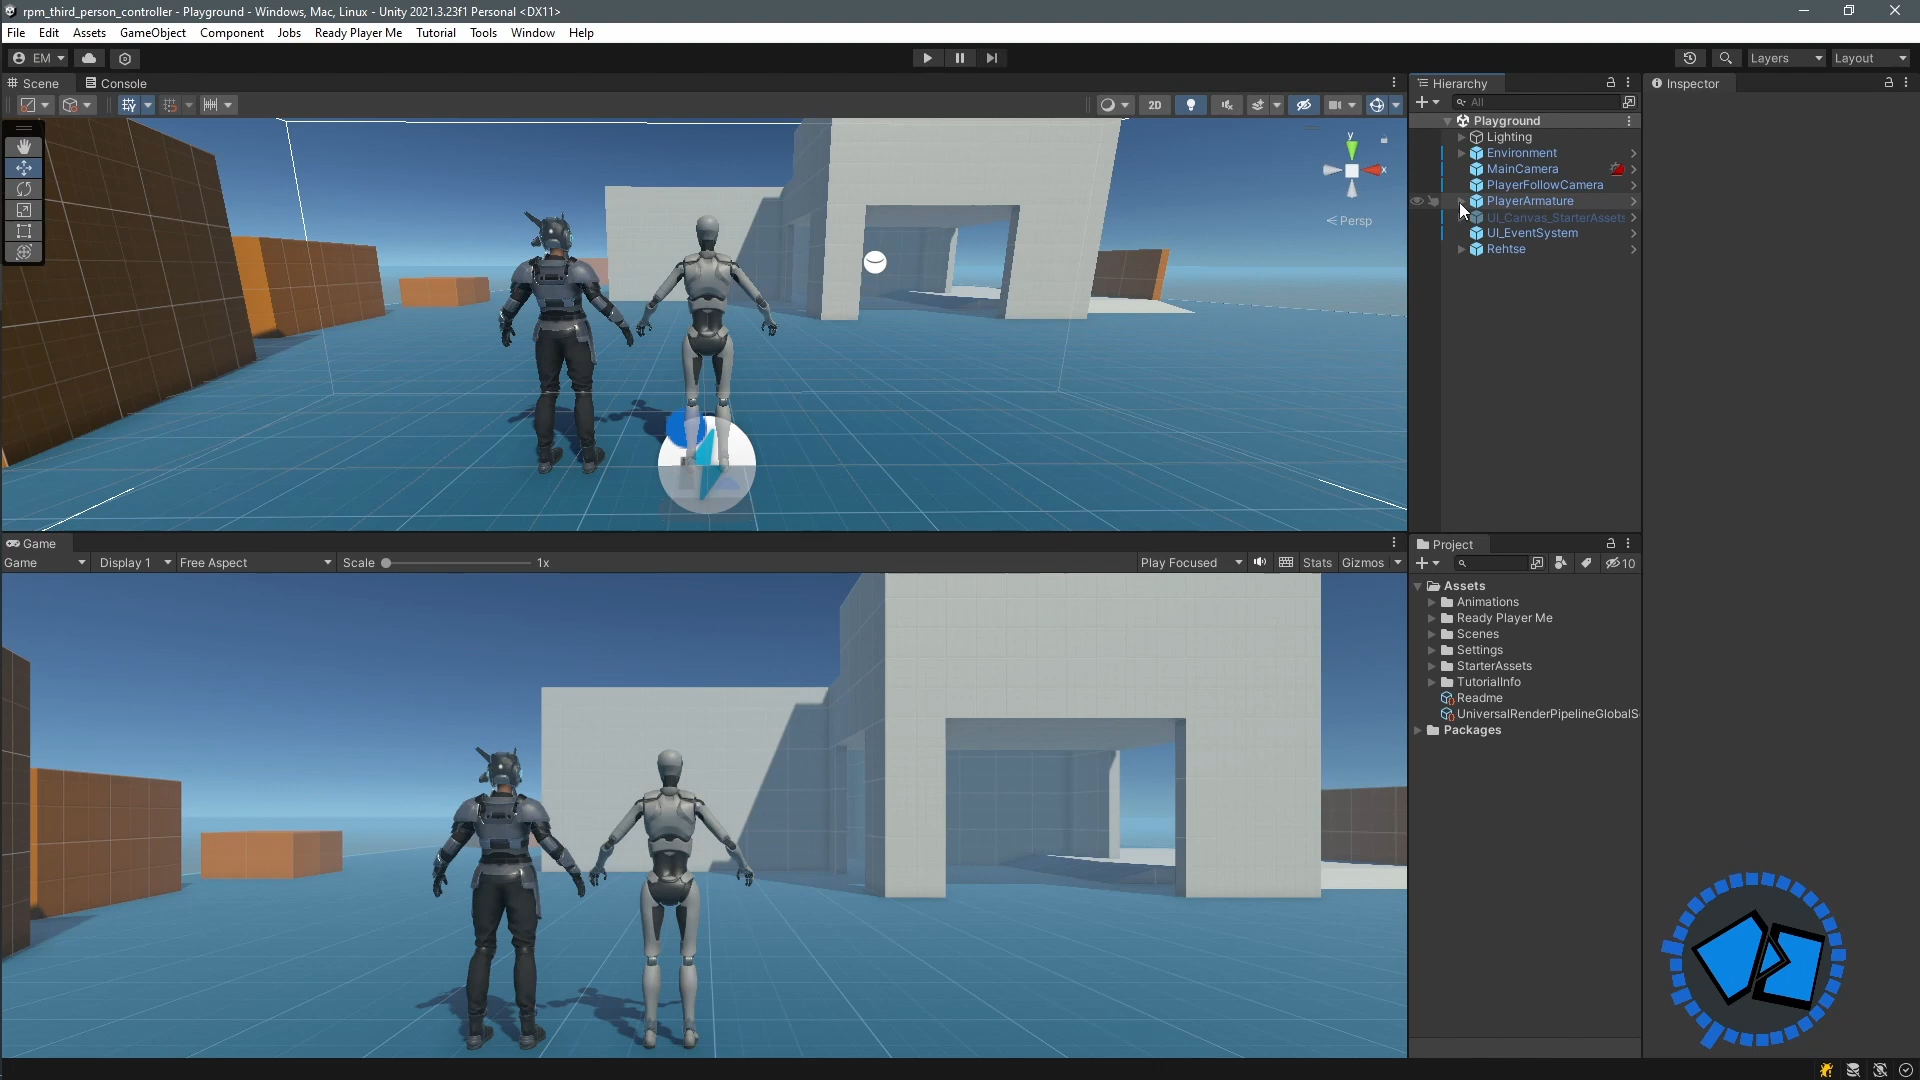 rpm_third_person_controller - Playground - Windows, Mac, Linux - Unity 2021.3.23f1 Personal <DX11>
File Edit Assets GameObject Component Jobs Ready Player Me Tutorial Tools Window Help
EM Layers Layout
Scene Console Hierarchy Inspector
2D All
Playground
Lighting
Environment
MainCamera
PlayerFollowCamera
PlayerArmature
UI_Canvas_StarterAssets
UI_EventSystem
Rehtse
y
x
Persp
Game Project
Game Display 1 Free Aspect Scale 1x Play Focused Stats Gizmos 10
Assets
Animations
Ready Player Me
Scenes
Settings
StarterAssets
TutorialInfo
Readme
UniversalRenderPipelineGlobalS
Packages